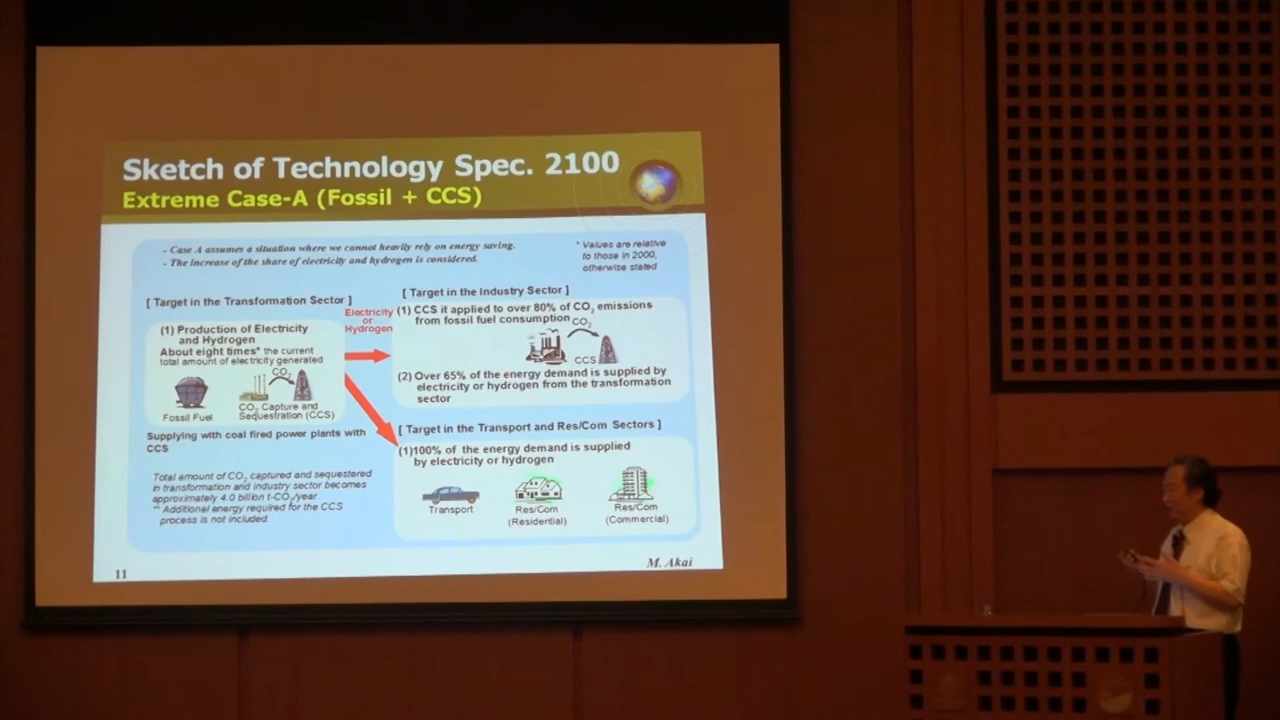 Sketch of Technology Spec. 2100
Extreme Case-A (Fossil + CCS)
- Case A assumes a situation where we cannot heavily rely on energy saving.
- The increase of the share of electricity and hydrogen is considered.
* Values are relative
to those in 2000,
otherwise stated
[ Target in the Transformation Sector ]
(1) Production of Electricity
and Hydrogen
About eight times* the current
total amount of electricity generated
CO2
Fossil Fuel
CO2 Capture and
Sequestration (CCS)
Supplying with coal fired power plants with
CCS
Total amount of CO2 captured and sequestered
in transformation and industry sector becomes
approximately 4.0 billion t-CO2/year.
** Additional energy required for the CCS
process is not included.
Electricity
or
Hydrogen
[ Target in the Industry Sector ]
(1) CCS it applied to over 80% of CO2 emissions
from fossil fuel consumption
CO2
CCS
(2) Over 65% of the energy demand is supplied by
electricity or hydrogen from the transformation
sector
[ Target in the Transport and Res/Com Sectors ]
(1)100% of the energy demand is supplied
by electricity or hydrogen
Transport
Res/Com
(Residential)
Res/Com
(Commercial)
11
M. Akai